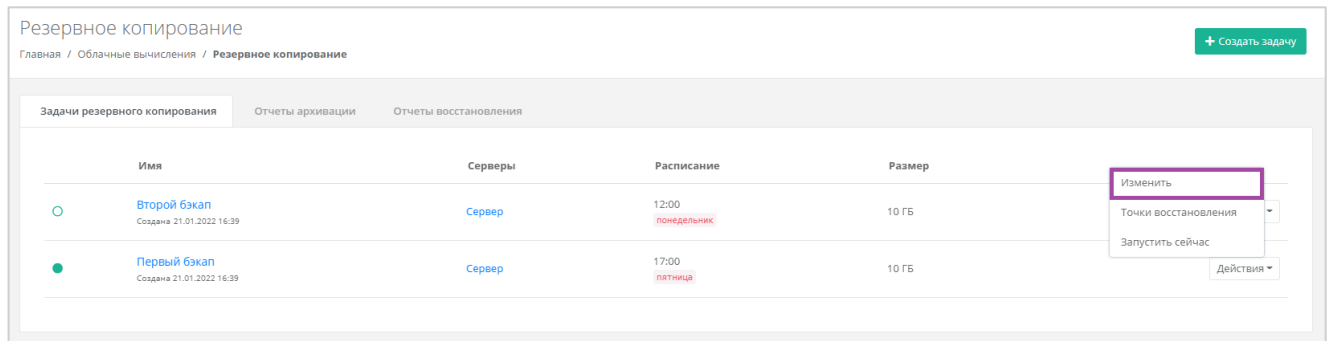 Резервное копирование
+ Создать задачу
Главная / Облачные вычисления / Резервное копирование
Задачи резервного копирования Отчеты архивации Отчеты восстановления
Имя Серверы Расписание Размер
Изменить
Второй бэкап Сервер 12:00 10 ГБ Точки восстановления
Создана 21.01.2022 16:39 понедельник
Запустить сейчас
Первый бэкап Сервер 17:00 10 ГБ Действия
Создана 21.01.2022 16:39 пятница